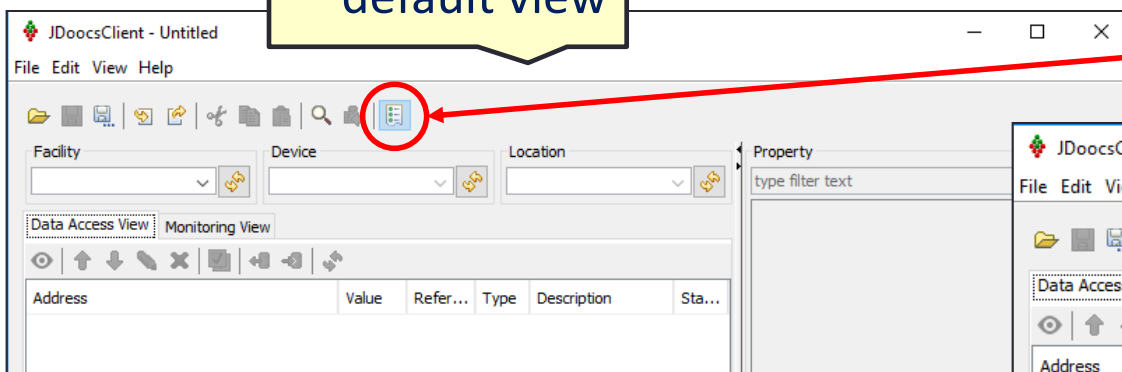 default view
JDoocsClient - Untitled
File Edit View Help
Facility
Device
Location
Property
type filter text
Data Access View
Monitoring View
Address
Value
Refer...
Type
Description
Sta...
JDoocsC
File Edit Vi
Data Acces
Address